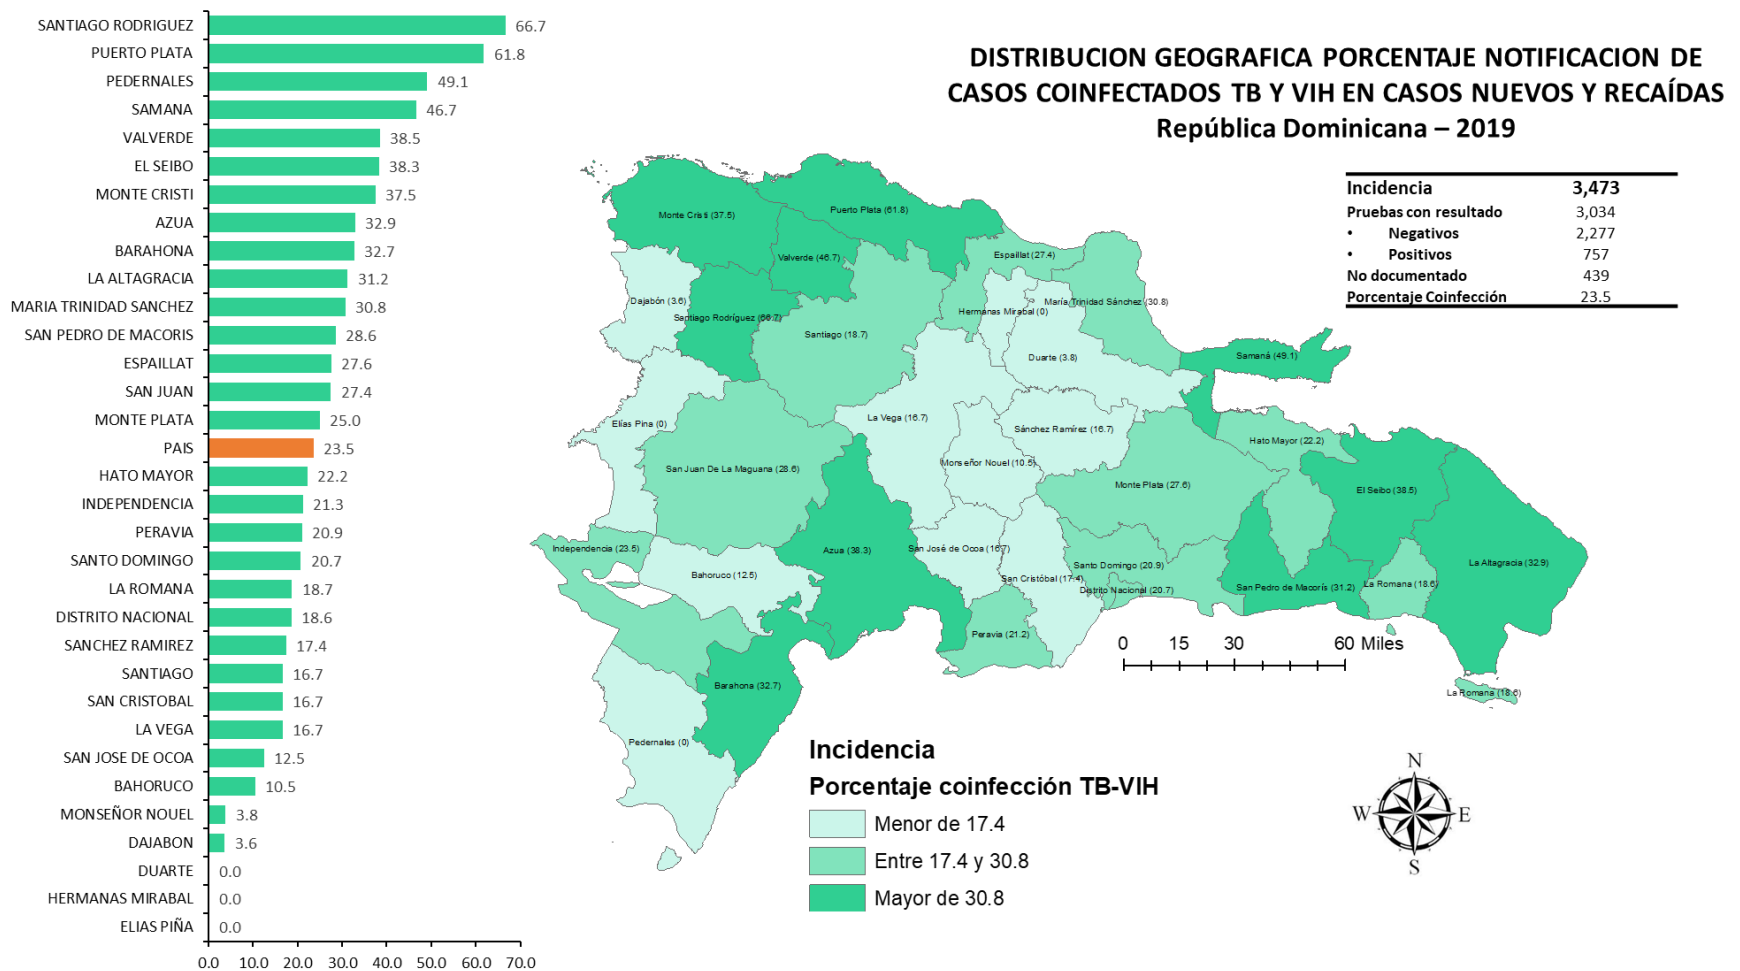 SANTIAGO RODRIGUEZ 66.7
PUERTO PLATA 61.8
PEDERNALES 49.1
SAMANA 46.7
VALVERDE 38.5
EL SEIBO 38.3
MONTE CRISTI 37.5
AZUA 32.9
BARAHONA 32.7
LA ALTAGRACIA 31.2
MARIA TRINIDAD SANCHEZ 30.8
SAN PEDRO DE MACORIS 28.6
ESPAILLAT 27.6
SAN JUAN 27.4
MONTE PLATA 25.0
PAIS 23.5
HATO MAYOR 22.2
INDEPENDENCIA 21.3
PERAVIA 20.9
SANTO DOMINGO 20.7
LA ROMANA 18.7
DISTRITO NACIONAL 18.6
SANCHEZ RAMIREZ 17.4
SANTIAGO 16.7
SAN CRISTOBAL 16.7
LA VEGA 16.7
SAN JOSE DE OCOA 12.5
BAHORUCO 10.5
MONSEÑOR NOUEL 3.8
DAJABON 3.6
DUARTE 0.0
HERMANAS MIRABAL 0.0
ELIAS PIÑA 0.0
0.0 10.0 20.0 30.0 40.0 50.0 60.0 70.0
DISTRIBUCION GEOGRAFICA PORCENTAJE NOTIFICACION DE
CASOS COINFECTADOS TB Y VIH EN CASOS NUEVOS Y RECAÍDAS
República Dominicana – 2019
Incidencia 3,473
Pruebas con resultado 3,034
• Negativos 2,277
• Positivos 757
No documentado 439
Porcentaje Coinfección 23.5
Monte Cristi (37.5)
Puerto Plata (61.8)
Valverde (46.7)
Espaillat (27.4)
Dajabón (3.6)
María Trinidad Sánchez (30.8)
Hermanas Mirabal (0)
Santiago Rodríguez (66.7)
Santiago (18.7)
Duarte (3.8)
Samaná (49.1)
La Vega (16.7)
Elías Pina (0)
Sánchez Ramírez (16.7)
Hato Mayor (22.2)
Monseñor Nouel (10.5)
San Juan De La Maguana (28.6)
Monte Plata (27.6)
El Seibo (38.5)
Independencia (23.5)
Azua (38.3)
San José de Ocoa (16.7)
La Altagracia (32.9)
Santo Domingo (20.9)
Bahoruco (12.5)
San Cristóbal (17.4)
Distrito Nacional (20.7)
San Pedro de Macorís (31.2)
La Romana (18.6)
Peravia (21.2)
0 15 30 60 Miles
Barahona (32.7)
La Romana (18.6)
Pedernales (0)
Incidencia
Porcentaje coinfección TB-VIH
Menor de 17.4
Entre 17.4 y 30.8
Mayor de 30.8
N
W E
S